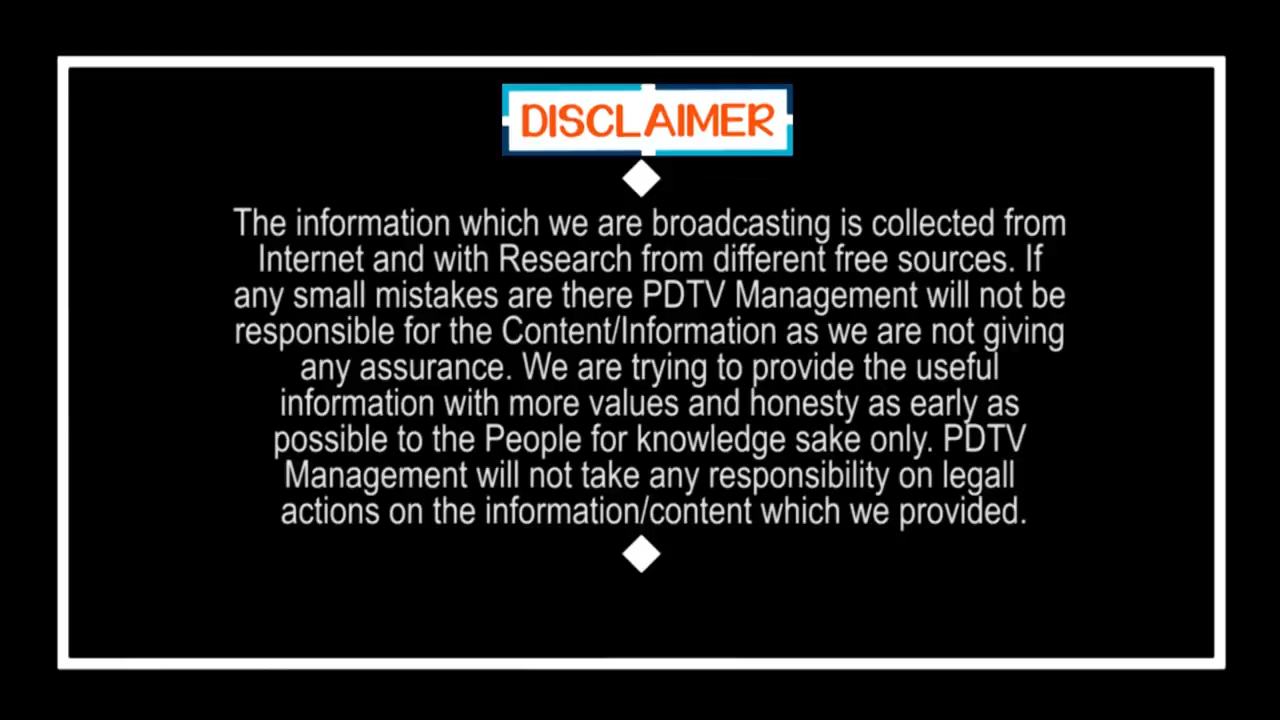 DISCLAIMER
The information which we are broadcasting is collected from
Internet and with Research from different free sources. If
any small mistakes are there PDTV Management will not be
responsible for the Content/Information as we are not giving
any assurance. We are trying to provide the useful
information with more values and honesty as early as
possible to the People for knowledge sake only. PDTV
Management will not take any responsibility on legall
actions on the information/content which we provided.